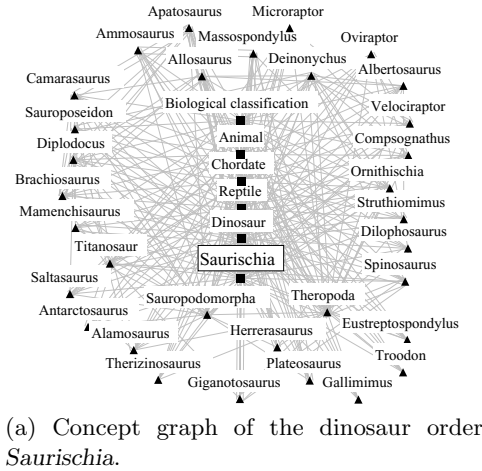 Apatosaurus Microraptor
Ammosaurus Massospondylus Oviraptor
Allosaurus Deinonychus
Camarasaurus Albertosaurus
Biological classification
Sauroposeidon Velociraptor
Animal
Diplodocus Compsognathus
Chordate
Brachiosaurus Reptile Ornithischia
Mamenchisaurus Struthiomimus
Dinosaur
Titanosaur Dilophosaurus
Saurischia
Saltasaurus Spinosaurus
Sauropodomorpha Theropoda
Antarctosaurus Eustreptospondylus
Alamosaurus Herrerasaurus
Therizinosaurus Plateosaurus Troodon
Giganotosaurus Gallimimus
(a) Concept graph of the dinosaur order
Saurischia.